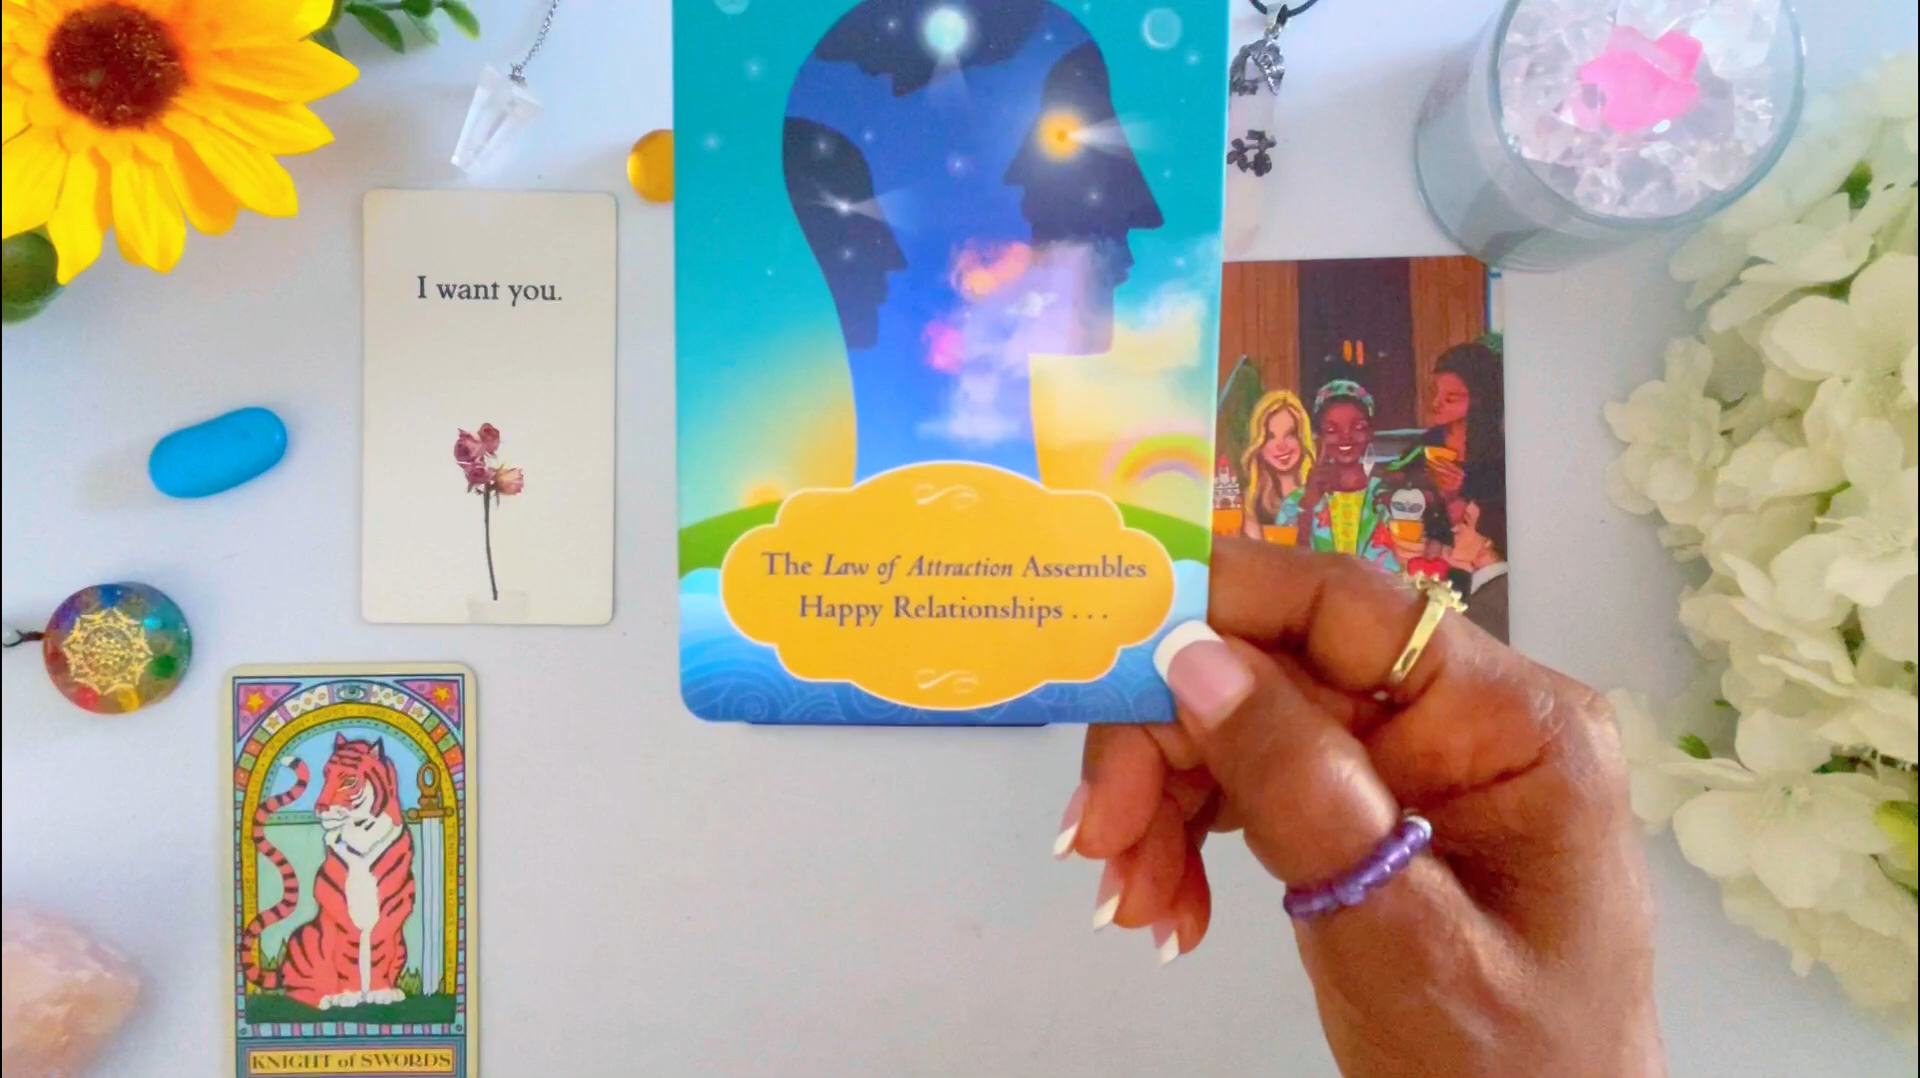 I want you.
The Law of Attraction Assembles
Happy Relationships . . .
KNIGHT of SWORDS